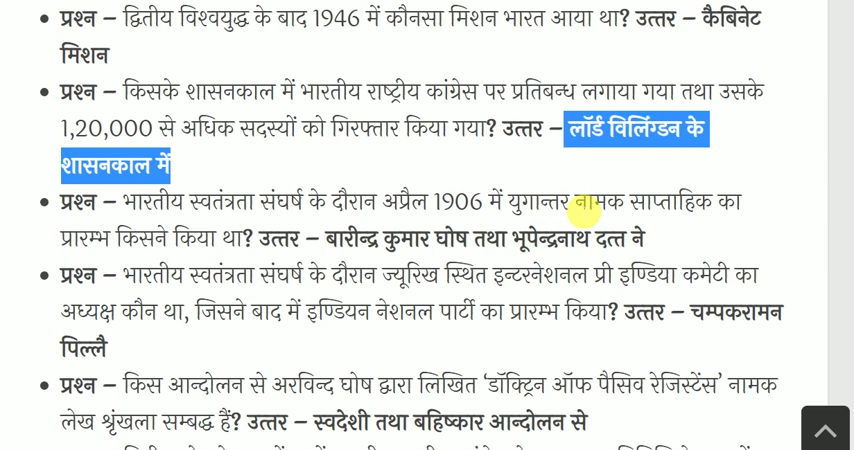 प्रश्न – द्वितीय विश्वयुद्ध के बाद 1946 में कौनसा मिशन भारत आया था? उत्तर – कैबिनेट
मिशन
प्रश्न – किसके शासनकाल में भारतीय राष्ट्रीय कांग्रेस पर प्रतिबन्ध लगाया गया तथा उसके
1,20,000 से अधिक सदस्यों को गिरफ्तार किया गया? उत्तर – लॉर्ड विलिंग्डन के
शासनकाल में
प्रश्न – भारतीय स्वतंत्रता संघर्ष के दौरान अप्रैल 1906 में युगान्तर नामक साप्ताहिक का
प्रारम्भ किसने किया था? उत्तर – बारीन्द्र कुमार घोष तथा भूपेन्द्रनाथ दत्त ने
प्रश्न – भारतीय स्वतंत्रता संघर्ष के दौरान ज्यूरिख स्थित इन्टरनेशनल प्री इण्डिया कमेटी का
अध्यक्ष कौन था, जिसने बाद में इण्डियन नेशनल पार्टी का प्रारम्भ किया? उत्तर – चम्पकरामन
पिल्लै
प्रश्न – किस आन्दोलन से अरविन्द घोष द्वारा लिखित ‘डॉक्ट्रिन ऑफ पैसिव रेजिस्टेंस’ नामक
लेख श्रृंखला सम्बद्ध हैं? उत्तर – स्वदेशी तथा बहिष्कार आन्दोलन से